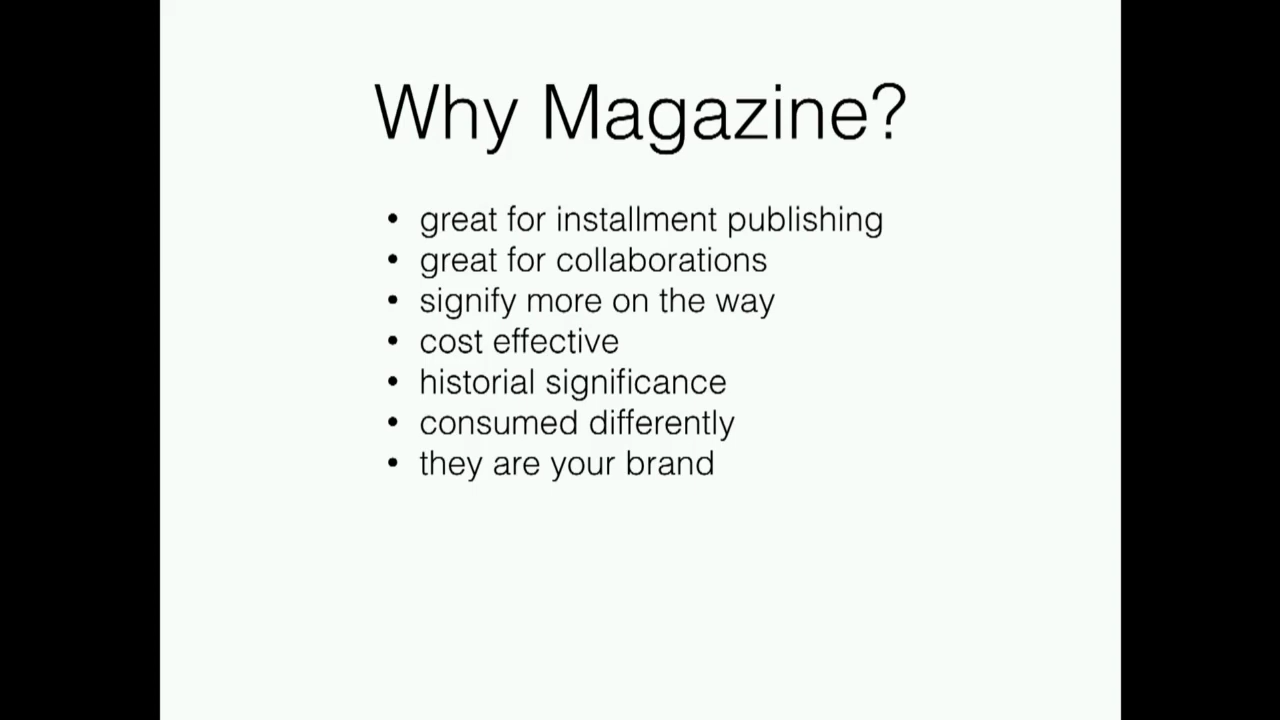 Why Magazine?
• great for installment publishing
• great for collaborations
• signify more on the way
• cost effective
• historial significance
• consumed differently
• they are your brand